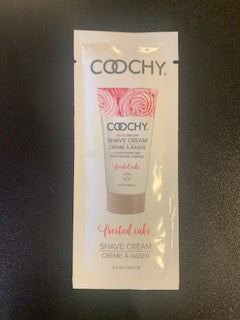 COOCHY
COOCHY
SHAVE CREAM
CRÈME À RASER
frosted cake
frosted cake
SHAVE CREAM
CRÈME À RASER